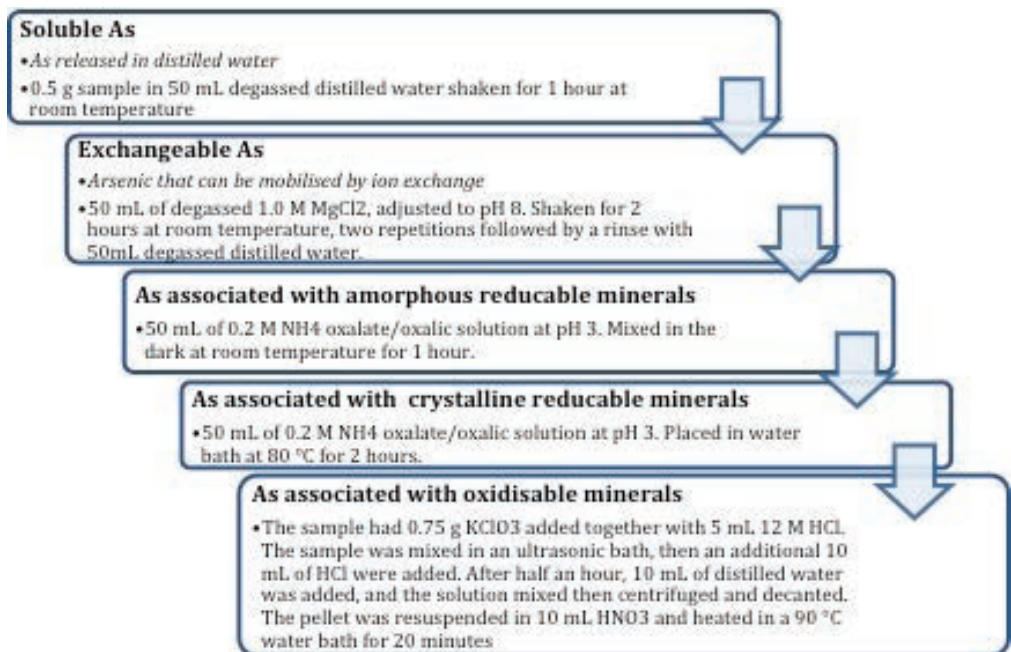 Soluble As
•As released in distilled water
•0.5 g sample in 50 mL degassed distilled water shaken for 1 hour at
room temperature
Exchangeable As
•Arsenic that can be mobilised by ion exchange
•50 mL of degassed 1.0 M MgCl2, adjusted to pH 8. Shaken for 2
hours at room temperature, two repetitions followed by a rinse with
50mL degassed distilled water.
As associated with amorphous reducable minerals
•50 mL of 0.2 M NH4 oxalate/oxalic solution at pH 3. Mixed in the
dark at room temperature for 1 hour.
As associated with crystalline reducable minerals
•50 mL of 0.2 M NH4 oxalate/oxalic solution at pH 3. Placed in water
bath at 80 °C for 2 hours.
As associated with oxidisable minerals
•The sample had 0.75 g KClO3 added together with 5 mL 12 M HCl.
The sample was mixed in an ultrasonic bath, then an additional 10
mL of HCl were added. After half an hour, 10 mL of distilled water
was added, and the solution mixed then centrifuged and decanted.
The pellet was resuspended in 10 mL HNO3 and heated in a 90 °C
water bath for 20 minutes